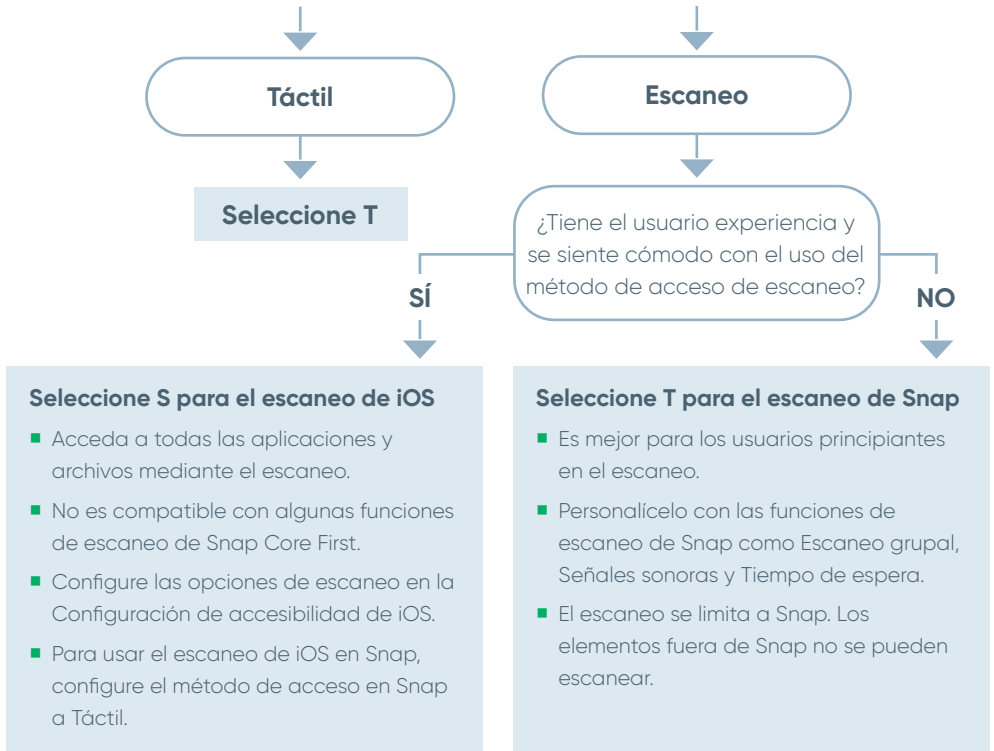 Táctil
Escaneo
Seleccione T
¿Tiene el usuario experiencia y
se siente cómodo con el uso del
método de acceso de escaneo?
SÍ
NO
Seleccione S para el escaneo de iOS
Acceda a todas las aplicaciones y
archivos mediante el escaneo.
No es compatible con algunas funciones
de escaneo de Snap Core First.
Configure las opciones de escaneo en la
Configuración de accesibilidad de iOS.
Para usar el escaneo de iOS en Snap,
configure el método de acceso en Snap
a Táctil.
Seleccione T para el escaneo de Snap
Es mejor para los usuarios principiantes
en el escaneo.
Personalícelo con las funciones de
escaneo de Snap como Escaneo grupal,
Señales sonoras y Tiempo de espera.
El escaneo se limita a Snap. Los
elementos fuera de Snap no se pueden
escanear.